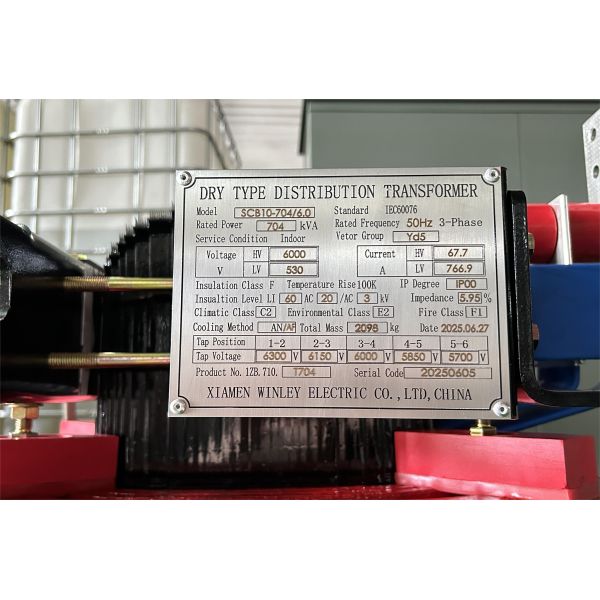 DRY TYPE DISTRIBUTION TRANSFORMER
Model SCB10-704/6.0 Standard IEC60076
Rated Power 704 kVA Rated Frequency 50Hz 3-Phase
Service Condition Indoor Vetor Group Yd5
Voltage V HV 6000 Current A HV 67.7
LV 530 LV 766.9
Insulation Class F Temperature Rise 100K IP Degree IP00
Insualtion Level LI 60 AC 20 /AC 3 kV Impedance 5.95%
Climatic Class C2 Environmental Class E2 Fire Class F1
Cooling Method AN/AF Total Mass 2098 kg Date 2025.06.27
Tap Position 1-2 2-3 3-4 4-5 5-6
Tap Voltage 6300 V 6150 V 6000 V 5850 V 5700 V
Product No. 1ZB.710. T704 Serial Code 20250605
XIAMEN WINLEY ELECTRIC CO.,LTD,CHINA